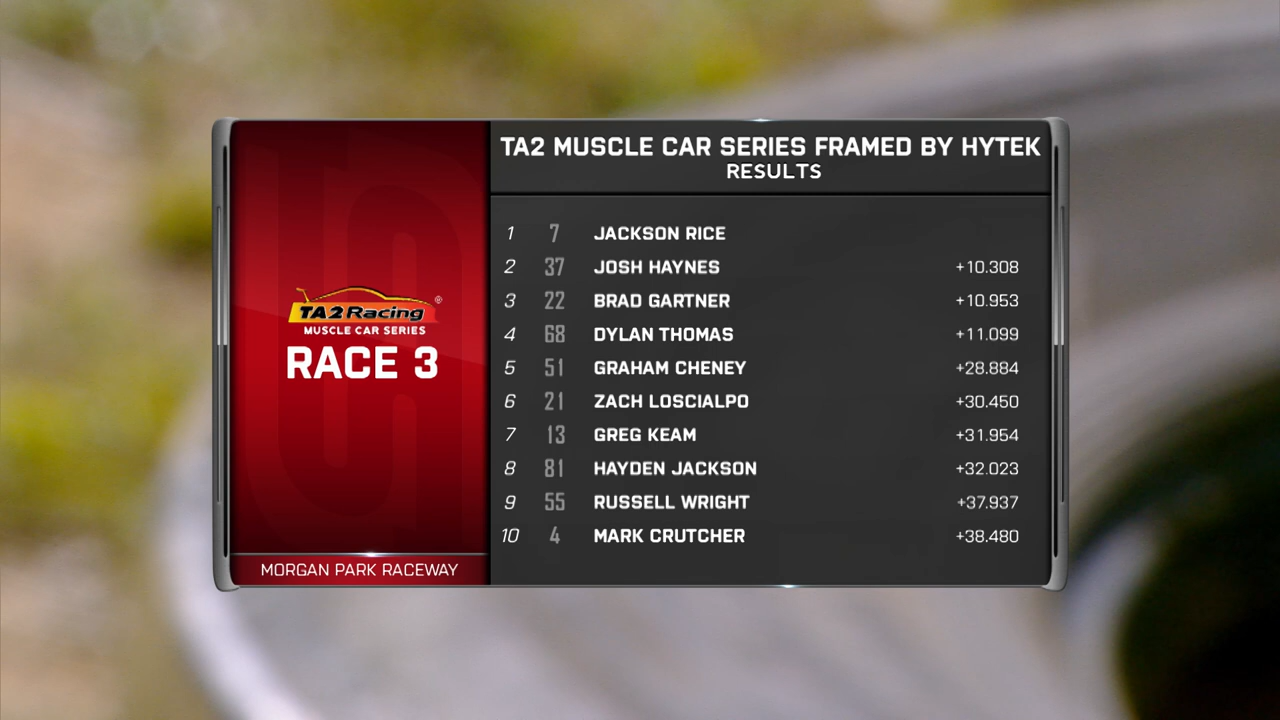 TA2 MUSCLE CAR SERIES FRAMED BY HYTEK
RESULTS
TA2 Racing ®
MUSCLE CAR SERIES
RACE 3
MORGAN PARK RACEWAY
1 7 JACKSON RICE
2 37 JOSH HAYNES +10.308
3 22 BRAD GARTNER +10.953
4 68 DYLAN THOMAS +11.099
5 51 GRAHAM CHENEY +28.884
6 21 ZACH LOSCIALPO +30.450
7 13 GREG KEAM +31.954
8 81 HAYDEN JACKSON +32.023
9 55 RUSSELL WRIGHT +37.937
10 4 MARK CRUTCHER +38.480